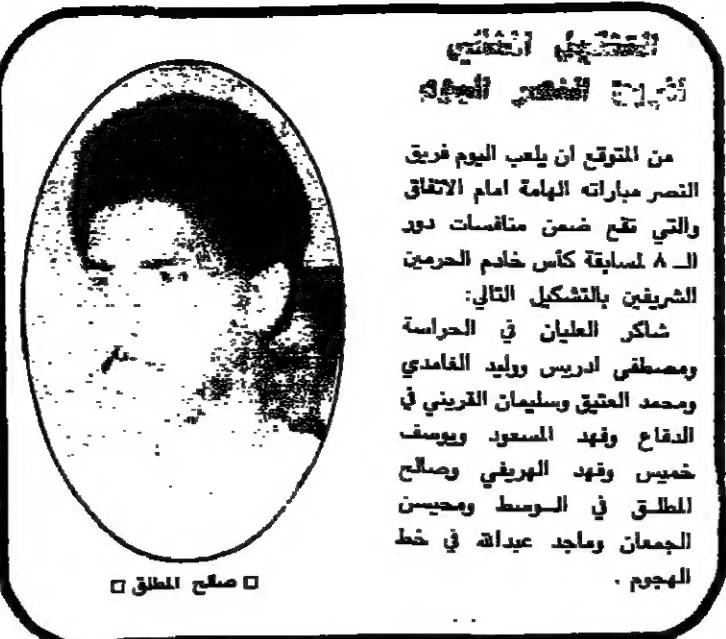 التشكيل النهائي
لفريق النصر اليوم
من المتوقع ان يلعب اليوم فريق
النصر مباراته الهامة امام الاتفاق
والتي تقع ضمن منافسات دور
الـ ٨ لمسابقة كأس خادم الحرمين
الشريفين بالتشكيل التالي:
شاكر العليان في الحراسة
ومصطفى ادريس ووليد الغامدي
ومحمد العتيق وسليمان القريني في
الدفاع وفهد المسعود ويوسف
خميس وفهد الهريفي وصالح
المطلق في الوسط ومحيسن
الجمعان وماجد عبدالله في خط
الهجوم .
□ صالح المطلق □